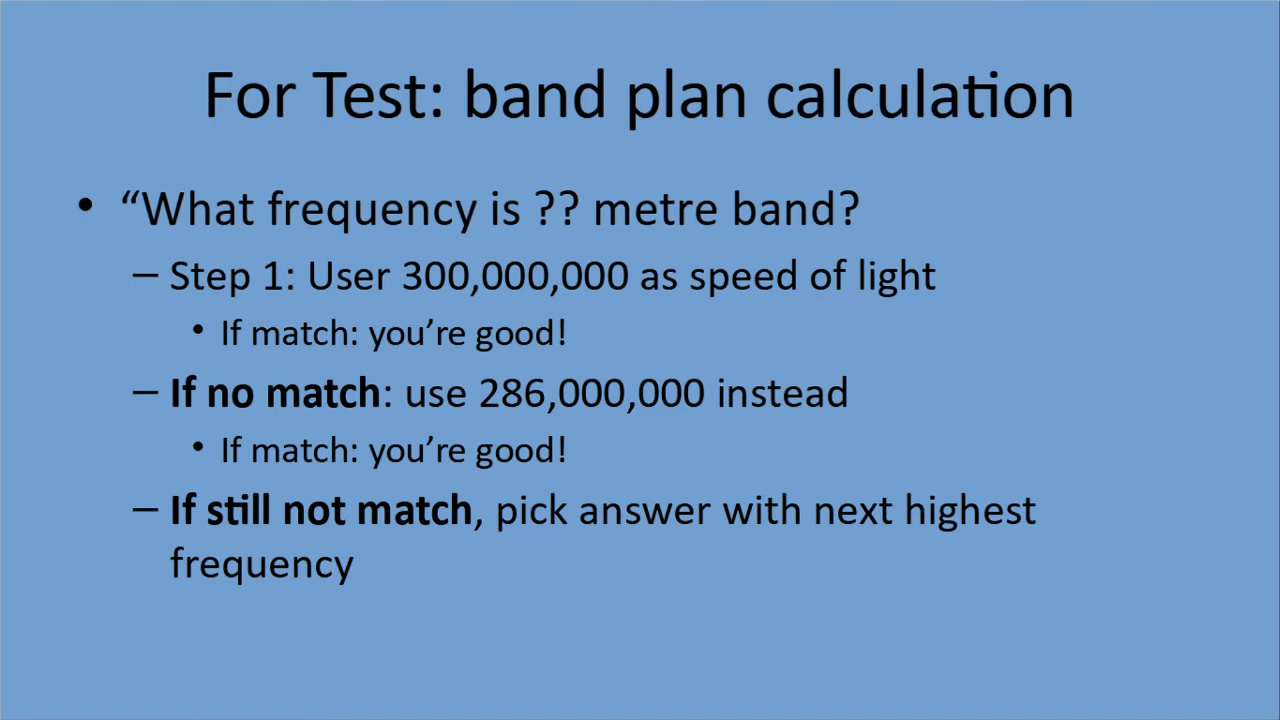 For Test: band plan calculation
• “What frequency is ?? metre band?
– Step 1: User 300,000,000 as speed of light
• If match: you’re good!
– If no match: use 286,000,000 instead
• If match: you’re good!
– If still not match, pick answer with next highest
frequency